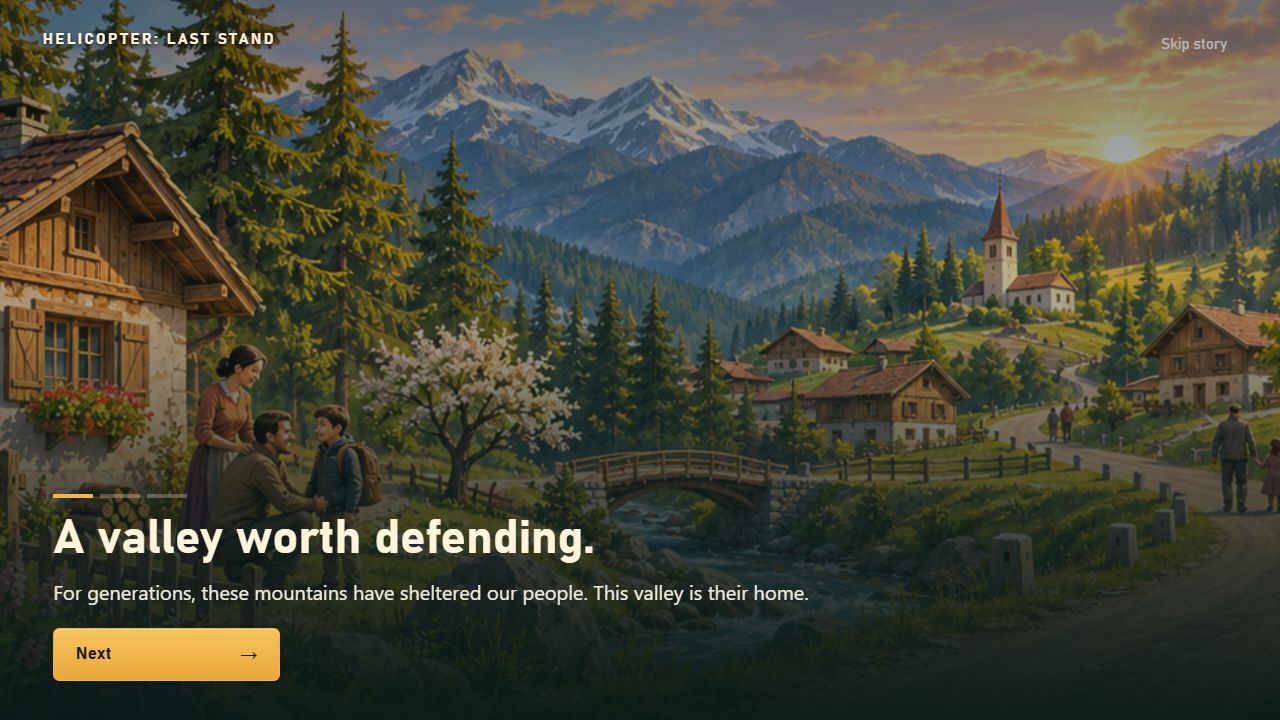 HELICOPTER: LAST STAND
Skip story
A valley worth defending.
For generations, these mountains have sheltered our people. This valley is their home.
Next →